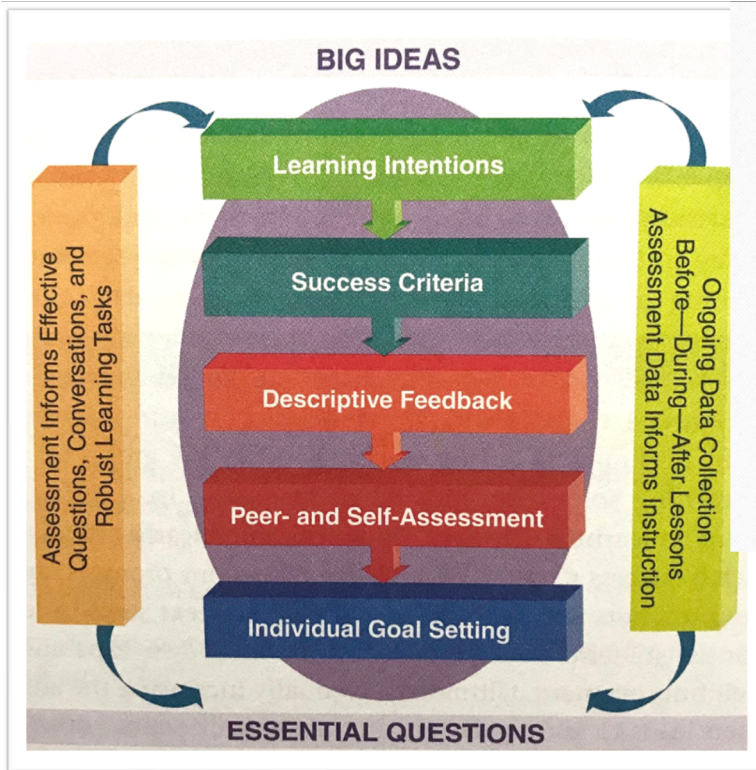 BIG IDEAS
Learning Intentions
Success Criteria
Descriptive Feedback
Peer- and Self-Assessment
Individual Goal Setting
Assessment Informs Effective
Questions, Conversations, and
Robust Learning Tasks
Ongoing Data Collection
Before—During—After Lessons
Assessment Data Informs Instruction
ESSENTIAL QUESTIONS